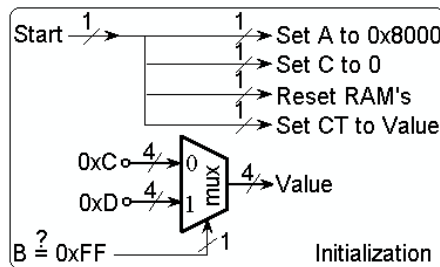 Start 1 1 Set A to 0x8000
1 Set C to 0
1 Reset RAM's
1 Set CT to Value
0xC 4 0 mux 4 Value
0xD 4 1
B ≟ 0xFF 1 Initialization